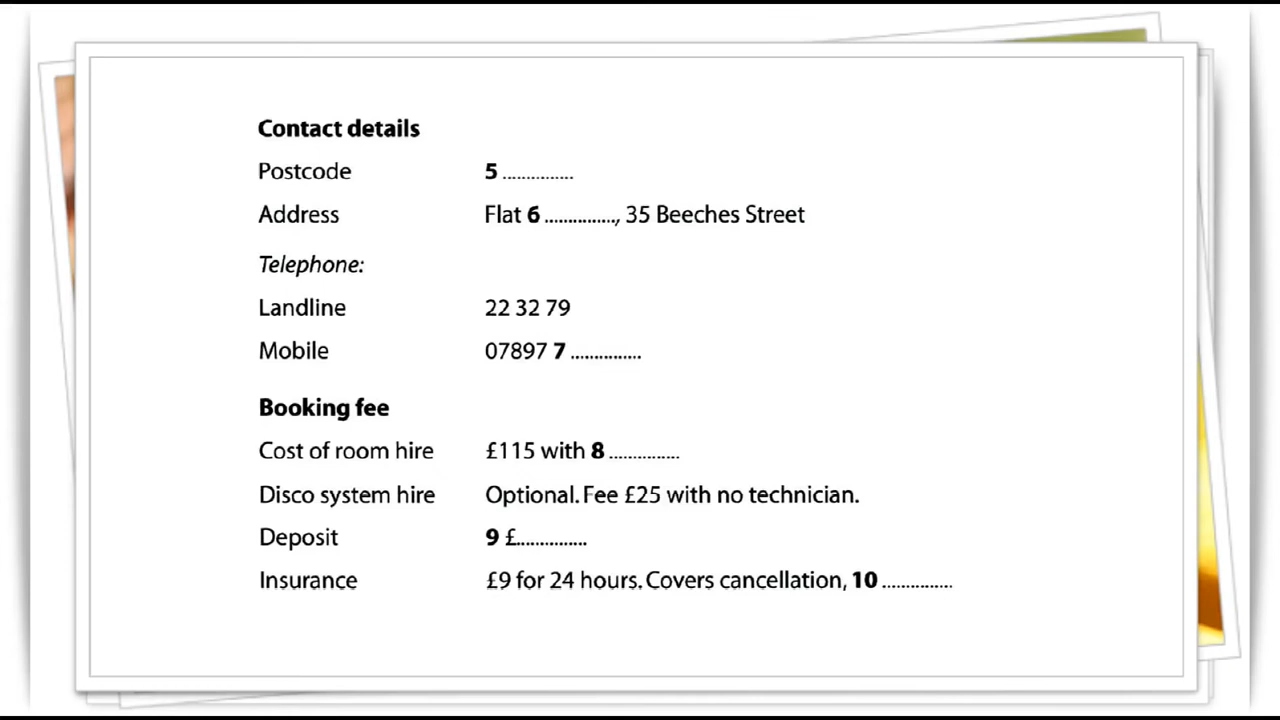 Contact details
Postcode 5 ...............
Address Flat 6 ..............., 35 Beeches Street
Telephone:
Landline 22 32 79
Mobile 07897 7 ...............
Booking fee
Cost of room hire £115 with 8 ...............
Disco system hire Optional. Fee £25 with no technician.
Deposit 9 £...............
Insurance £9 for 24 hours. Covers cancellation, 10 ...............